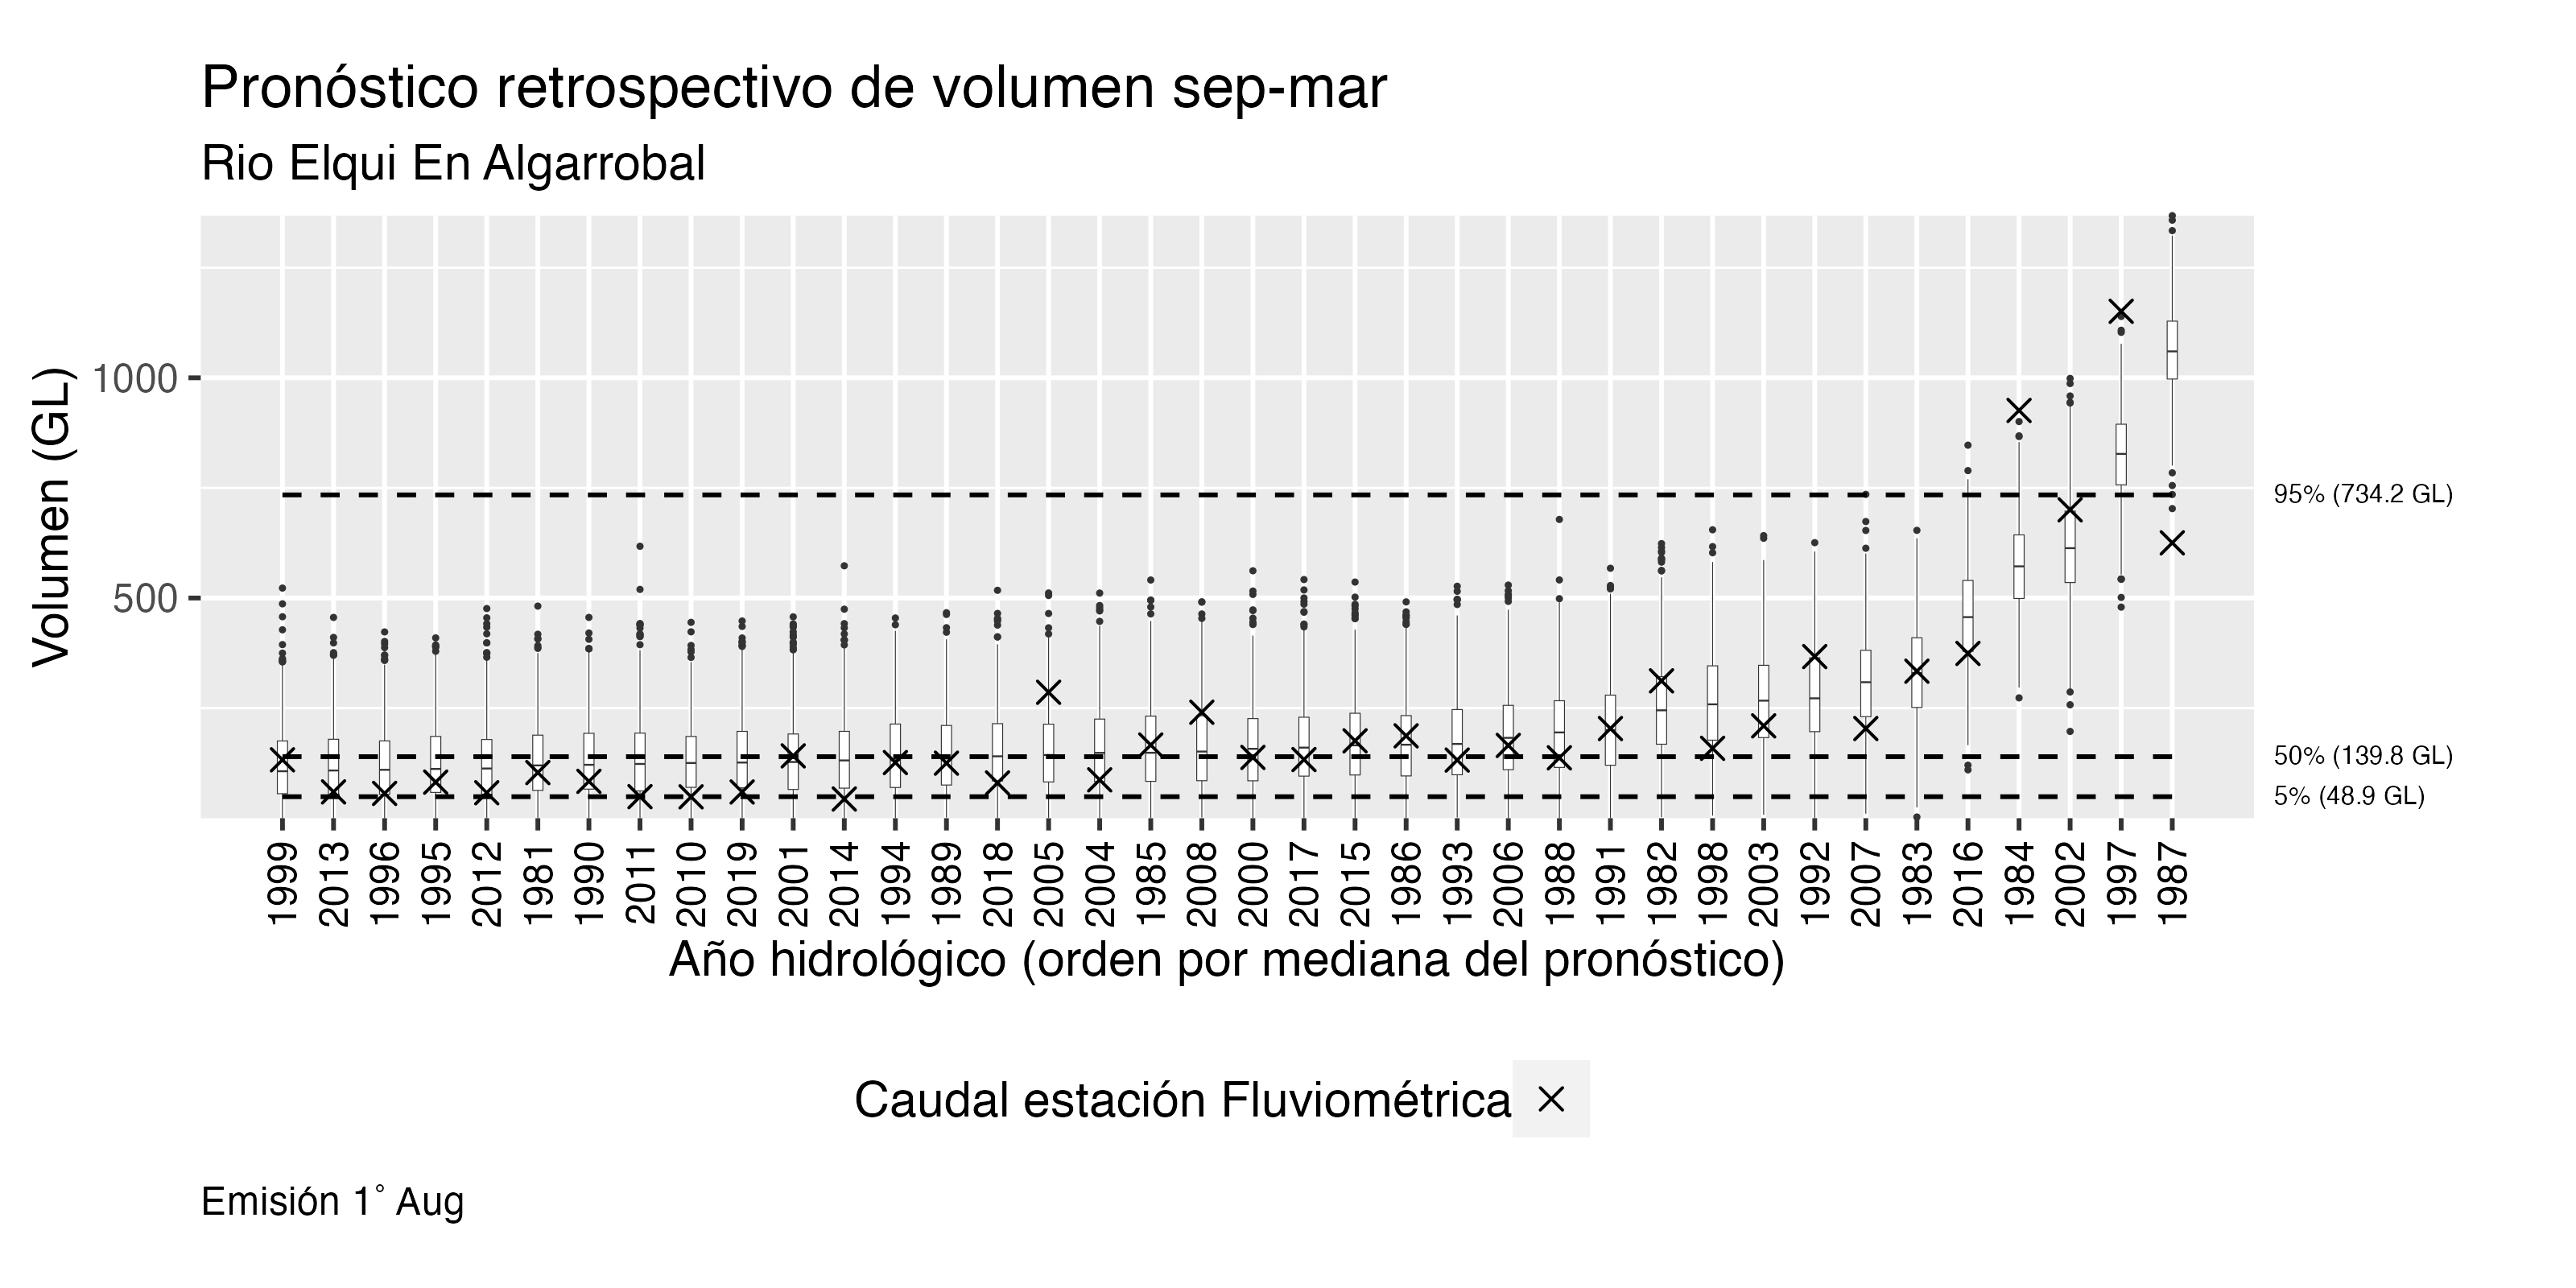 Pronóstico retrospectivo de volumen sep-mar
Rio Elqui En Algarrobal
Volumen (GL)
1000
500
95% (734.2 GL)
50% (139.8 GL)
5% (48.9 GL)
1999 2013 1996 1995 2012 1981 1990 2011 2010 2019 2001 2014 1994 1989 2018 2005 2004 1985 2008 2000 2017 2015 1986 1993 2006 1988 1991 1982 1998 2003 1992 2007 1983 2016 1984 2002 1997 1987
Año hidrológico (orden por mediana del pronóstico)
Caudal estación Fluviométrica
Emisión 1° Aug